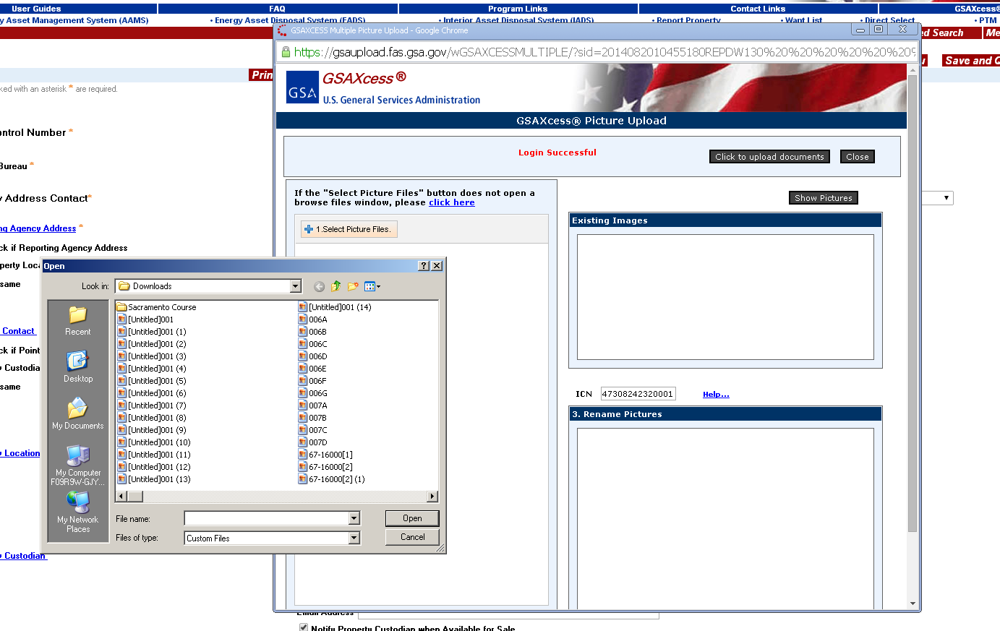 User Guides
FAQ
Program Links
Contact Links
GSAXcess®
y Asset Management System (AAMS)
• Energy Asset Disposal System (EADS)
• Interior Asset Disposal System (IADS)
• Report Property
• Want List
• Direct Select
• PTM
ed Search
Me
Save and
Prin
ked with an asterisk * are required.
ontrol Number *
Bureau *
y Address Contact*
ng Agency Address *
ck if Reporting Agency Address
perty Loca
same
Contact
ck if Point
y Custodia
same
y Location
y Custodian
GSAXCESS Multiple Picture Upload - Google Chrome
https://gsaupload.fas.gsa.gov/wGSAXCESSMULTIPLE/?sid=2014082010455180REPDW130%20%20%20%20%20%20%
GSA
GSAXcess®
U.S. General Services Administration
GSAXcess® Picture Upload
Login Successful
Click to upload documents
Close
If the "Select Picture Files" button does not open a
browse files window, please click here
1.Select Picture Files.
Show Pictures
Existing Images
ICN 47308242320001 Help...
3. Rename Pictures
Open
Look in: Downloads
Recent
Desktop
My Documents
My Computer
F09R9W-GJY...
My Network
Places
Sacramento Course
[Untitled]001
[Untitled]001 (1)
[Untitled]001 (2)
[Untitled]001 (3)
[Untitled]001 (4)
[Untitled]001 (5)
[Untitled]001 (6)
[Untitled]001 (7)
[Untitled]001 (8)
[Untitled]001 (9)
[Untitled]001 (10)
[Untitled]001 (11)
[Untitled]001 (12)
[Untitled]001 (13)
[Untitled]001 (14)
006A
006B
006C
006D
006E
006F
006G
007A
007B
007C
007D
67-16000[1]
67-16000[2]
67-16000[2] (1)
File name:
Open
Files of type: Custom Files
Cancel
Email Address
Notify Property Custodian when Available for Sale